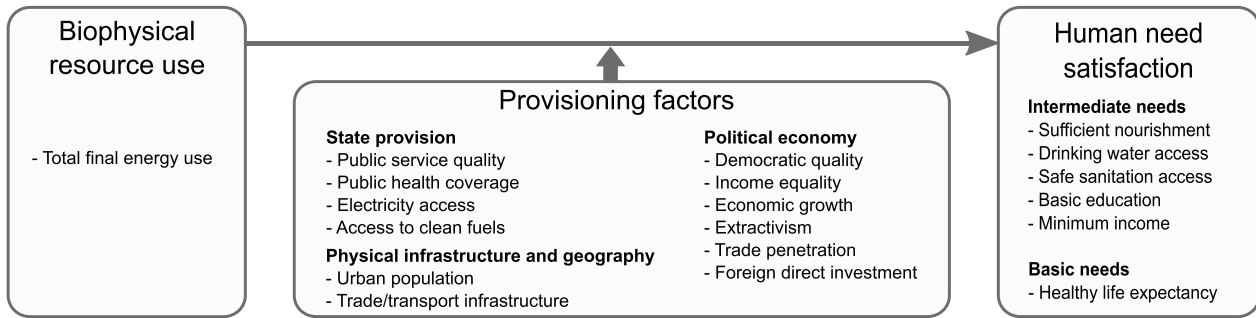 Biophysical
resource use
- Total final energy use
Provisioning factors
State provision
- Public service quality
- Public health coverage
- Electricity access
- Access to clean fuels
Physical infrastructure and geography
- Urban population
- Trade/transport infrastructure
Political economy
- Democratic quality
- Income equality
- Economic growth
- Extractivism
- Trade penetration
- Foreign direct investment
Human need
satisfaction
Intermediate needs
- Sufficient nourishment
- Drinking water access
- Safe sanitation access
- Basic education
- Minimum income
Basic needs
- Healthy life expectancy